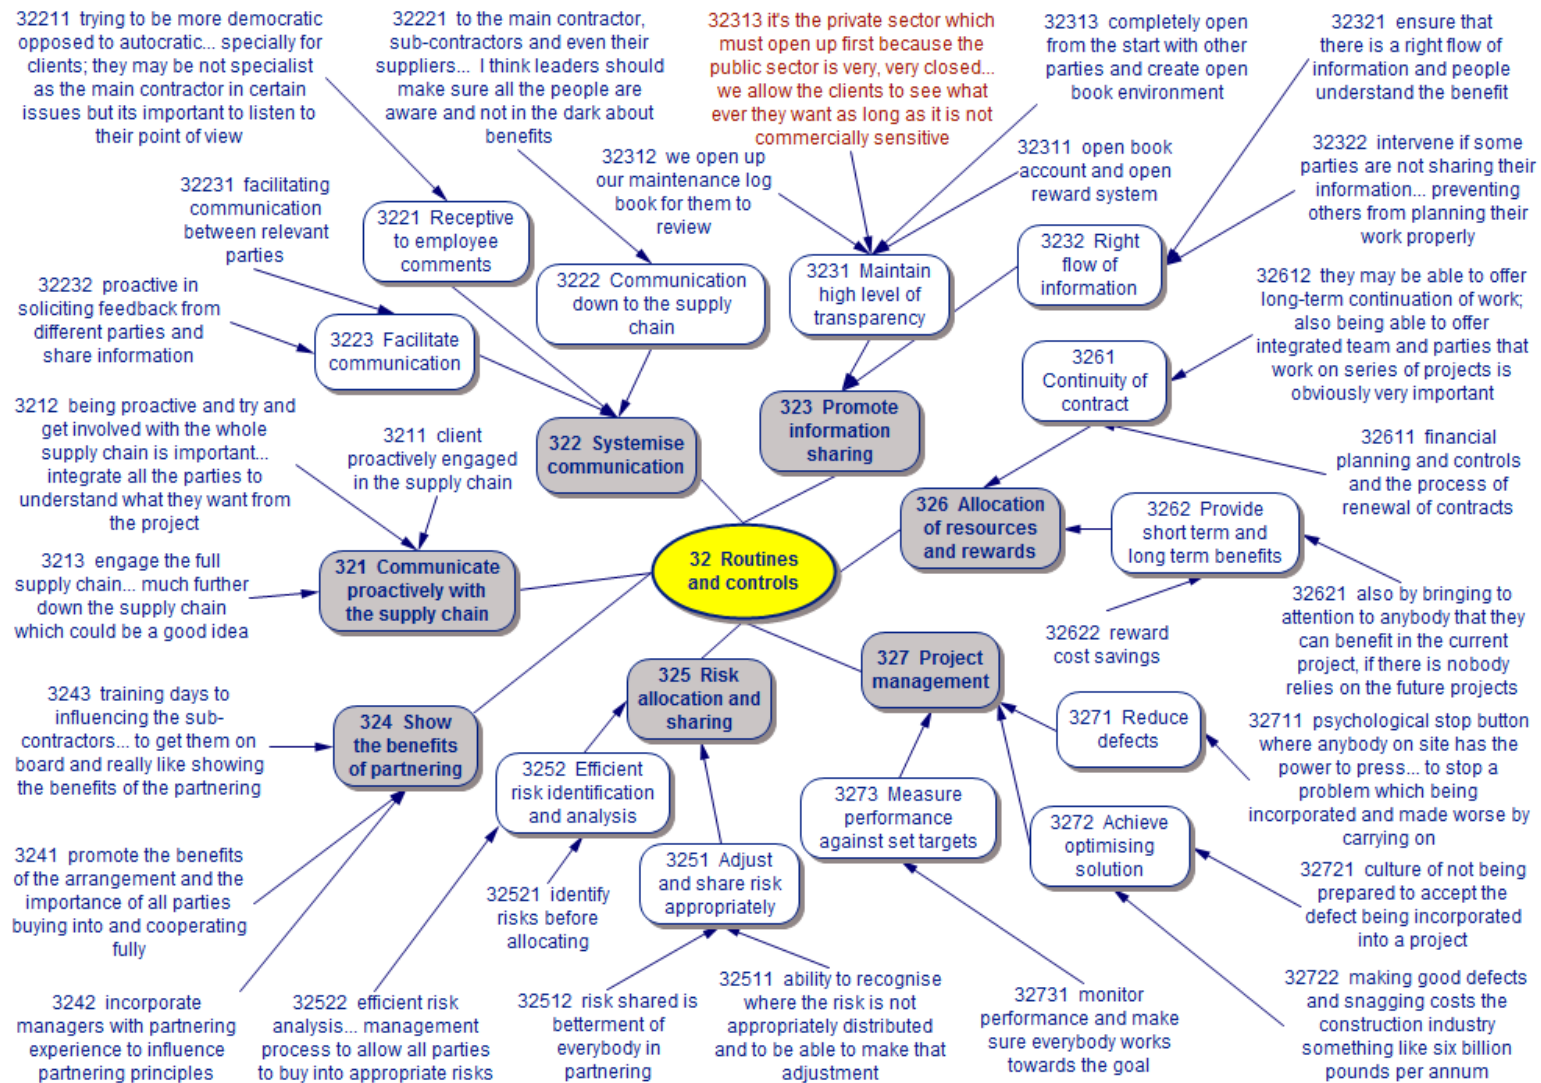 32211 trying to be more democratic
opposed to autocratic... specially for
clients; they may be not specialist
as the main contractor in certain
issues but its important to listen to
their point of view
32221 to the main contractor,
sub-contractors and even their
suppliers... I think leaders should
make sure all the people are
aware and not in the dark about
benefits
32313 it's the private sector which
must open up first because the
public sector is very, very closed...
we allow the clients to see what
ever they want as long as it is not
commercially sensitive
32313 completely open
from the start with other
parties and create open
book environment
32321 ensure that
there is a right flow of
information and people
understand the benefit
32312 we open up
our maintenance log
book for them to
review
32311 open book
account and open
reward system
32322 intervene if some
parties are not sharing their
information... preventing
others from planning their
work properly
32231 facilitating
communication
between relevant
parties
3221 Receptive
to employee
comments
3222 Communication
down to the supply
chain
3231 Maintain
high level of
transparency
3232 Right
flow of
information
32232 proactive in
soliciting feedback from
different parties and
share information
3223 Facilitate
communication
32612 they may be able to offer
long-term continuation of work;
also being able to offer
integrated team and parties that
work on series of projects is
obviously very important
3261
Continuity of
contract
3212 being proactive and try and
get involved with the whole
supply chain is important...
integrate all the parties to
understand what they want from
the project
3211 client
proactively engaged
in the supply chain
322 Systemise
communication
323 Promote
information
sharing
32611 financial
planning and controls
and the process of
renewal of contracts
326 Allocation
of resources
and rewards
3262 Provide
short term and
long term benefits
3213 engage the full
supply chain... much further
down the supply chain
which could be a good idea
321 Communicate
proactively with
the supply chain
32 Routines
and controls
32622 reward
cost savings
32621 also by bringing to
attention to anybody that they
can benefit in the current
project, if there is nobody
relies on the future projects
327 Project
management
325 Risk
allocation and
sharing
3243 training days to
influencing the sub-
contractors... to get them on
board and really like showing
the benefits of the partnering
324 Show
the benefits
of partnering
3271 Reduce
defects
32711 psychological stop button
where anybody on site has the
power to press... to stop a
problem which being
incorporated and made worse by
carrying on
3252 Efficient
risk identification
and analysis
3273 Measure
performance
against set targets
3272 Achieve
optimising
solution
3241 promote the benefits
of the arrangement and the
importance of all parties
buying into and cooperating
fully
32521 identify
risks before
allocating
3251 Adjust
and share risk
appropriately
32721 culture of not being
prepared to accept the
defect being incorporated
into a project
3242 incorporate
managers with partnering
experience to influence
partnering principles
32522 efficient risk
analysis... management
process to allow all parties
to buy into appropriate risks
32512 risk shared is
betterment of
everybody in
partnering
32511 ability to recognise
where the risk is not
appropriately distributed
and to be able to make that
adjustment
32731 monitor
performance and make
sure everybody works
towards the goal
32722 making good defects
and snagging costs the
construction industry
something like six billion
pounds per annum